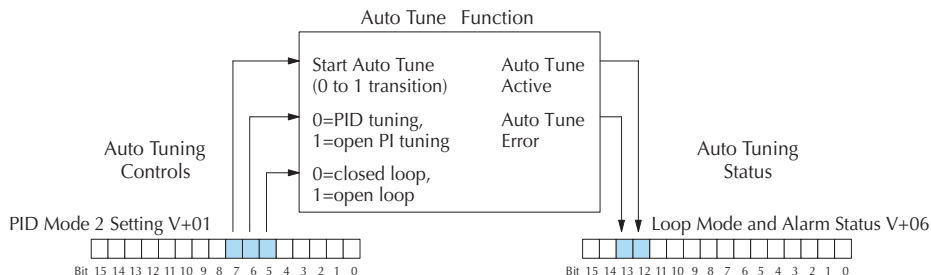 Auto Tune Function
Start Auto Tune
(0 to 1 transition)
Auto Tune
Active
0=PID tuning,
1=open PI tuning
Auto Tune
Error
0=closed loop,
1=open loop
Auto Tuning
Controls
Auto Tuning
Status
PID Mode 2 Setting V+01
Loop Mode and Alarm Status V+06
Bit 15 14 13 12 11 10 9 8 7 6 5 4 3 2 1 0
Bit 15 14 13 12 11 10 9 8 7 6 5 4 3 2 1 0